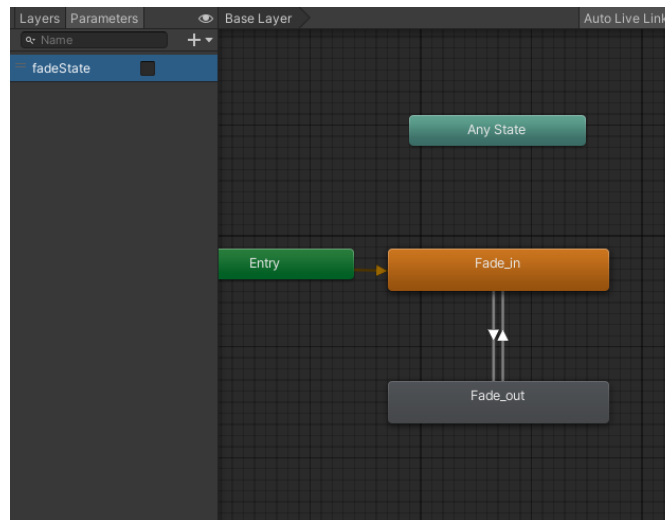 Layers Parameters Base Layer Auto Live Link
Name
fadeState
Any State
Entry
Fade_in
Fade_out